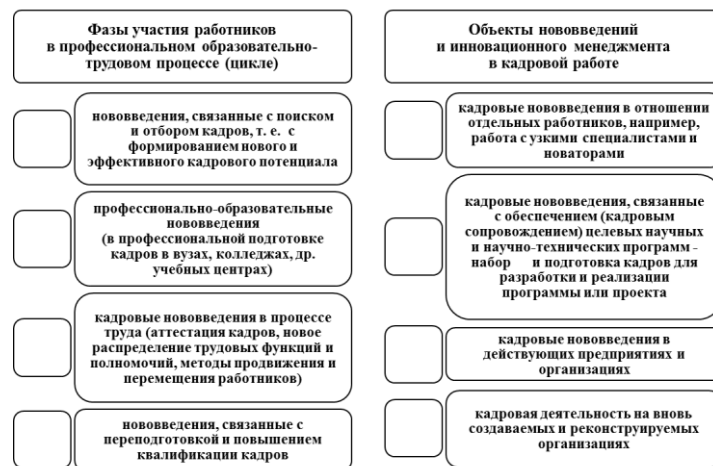 Фазы участия работников
в профессиональном образовательно-
трудовом процессе (цикле)
нововведения, связанные с поиском
и отбором кадров, т. е. с
формированием нового и
эффективного кадрового потенциала
профессионально-образовательные
нововведения
(в профессиональной подготовке
кадров в вузах, колледжах, др.
учебных центрах)
кадровые нововведения в процессе
труда (аттестация кадров, новое
распределение трудовых функций и
полномочий, методы продвижения и
перемещения работников)
нововведения, связанные с
переподготовкой и повышением
квалификации кадров
Объекты нововведений
и инновационного менеджмента
в кадровой работе
кадровые нововведения в отношении
отдельных работников, например,
работа с узкими специалистами и
новаторами
кадровые нововведения, связанные
с обеспечением (кадровым
сопровождением) целевых научных
и научно-технических программ -
набор и подготовка кадров для
разработки и реализации
программы или проекта
кадровые нововведения в
действующих предприятиях и
организациях
кадровая деятельность на вновь
создаваемых и реконструируемых
организациях